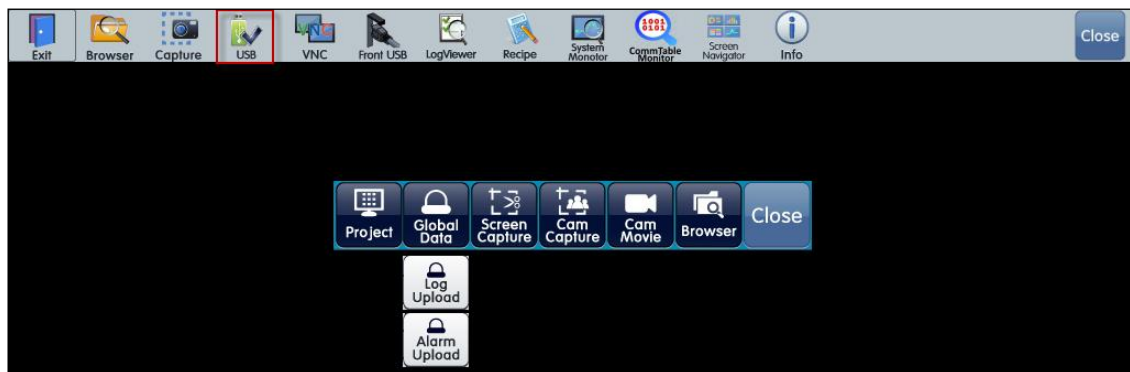 Exit
Browser
Capture
USB
VNC
Front USB
LogViewer
Recipe
System
Monotor
CommTable
Monitor
Screen
Navigator
Info
Close
1001
0101
Project
Global
Data
Screen
Capture
Cam
Capture
Cam
Movie
Browser
Close
Log
Upload
Alarm
Upload